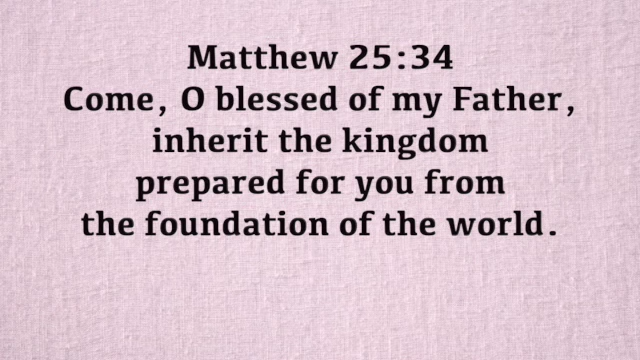 Matthew 25:34
Come, O blessed of my Father,
inherit the kingdom
prepared for you from
the foundation of the world.